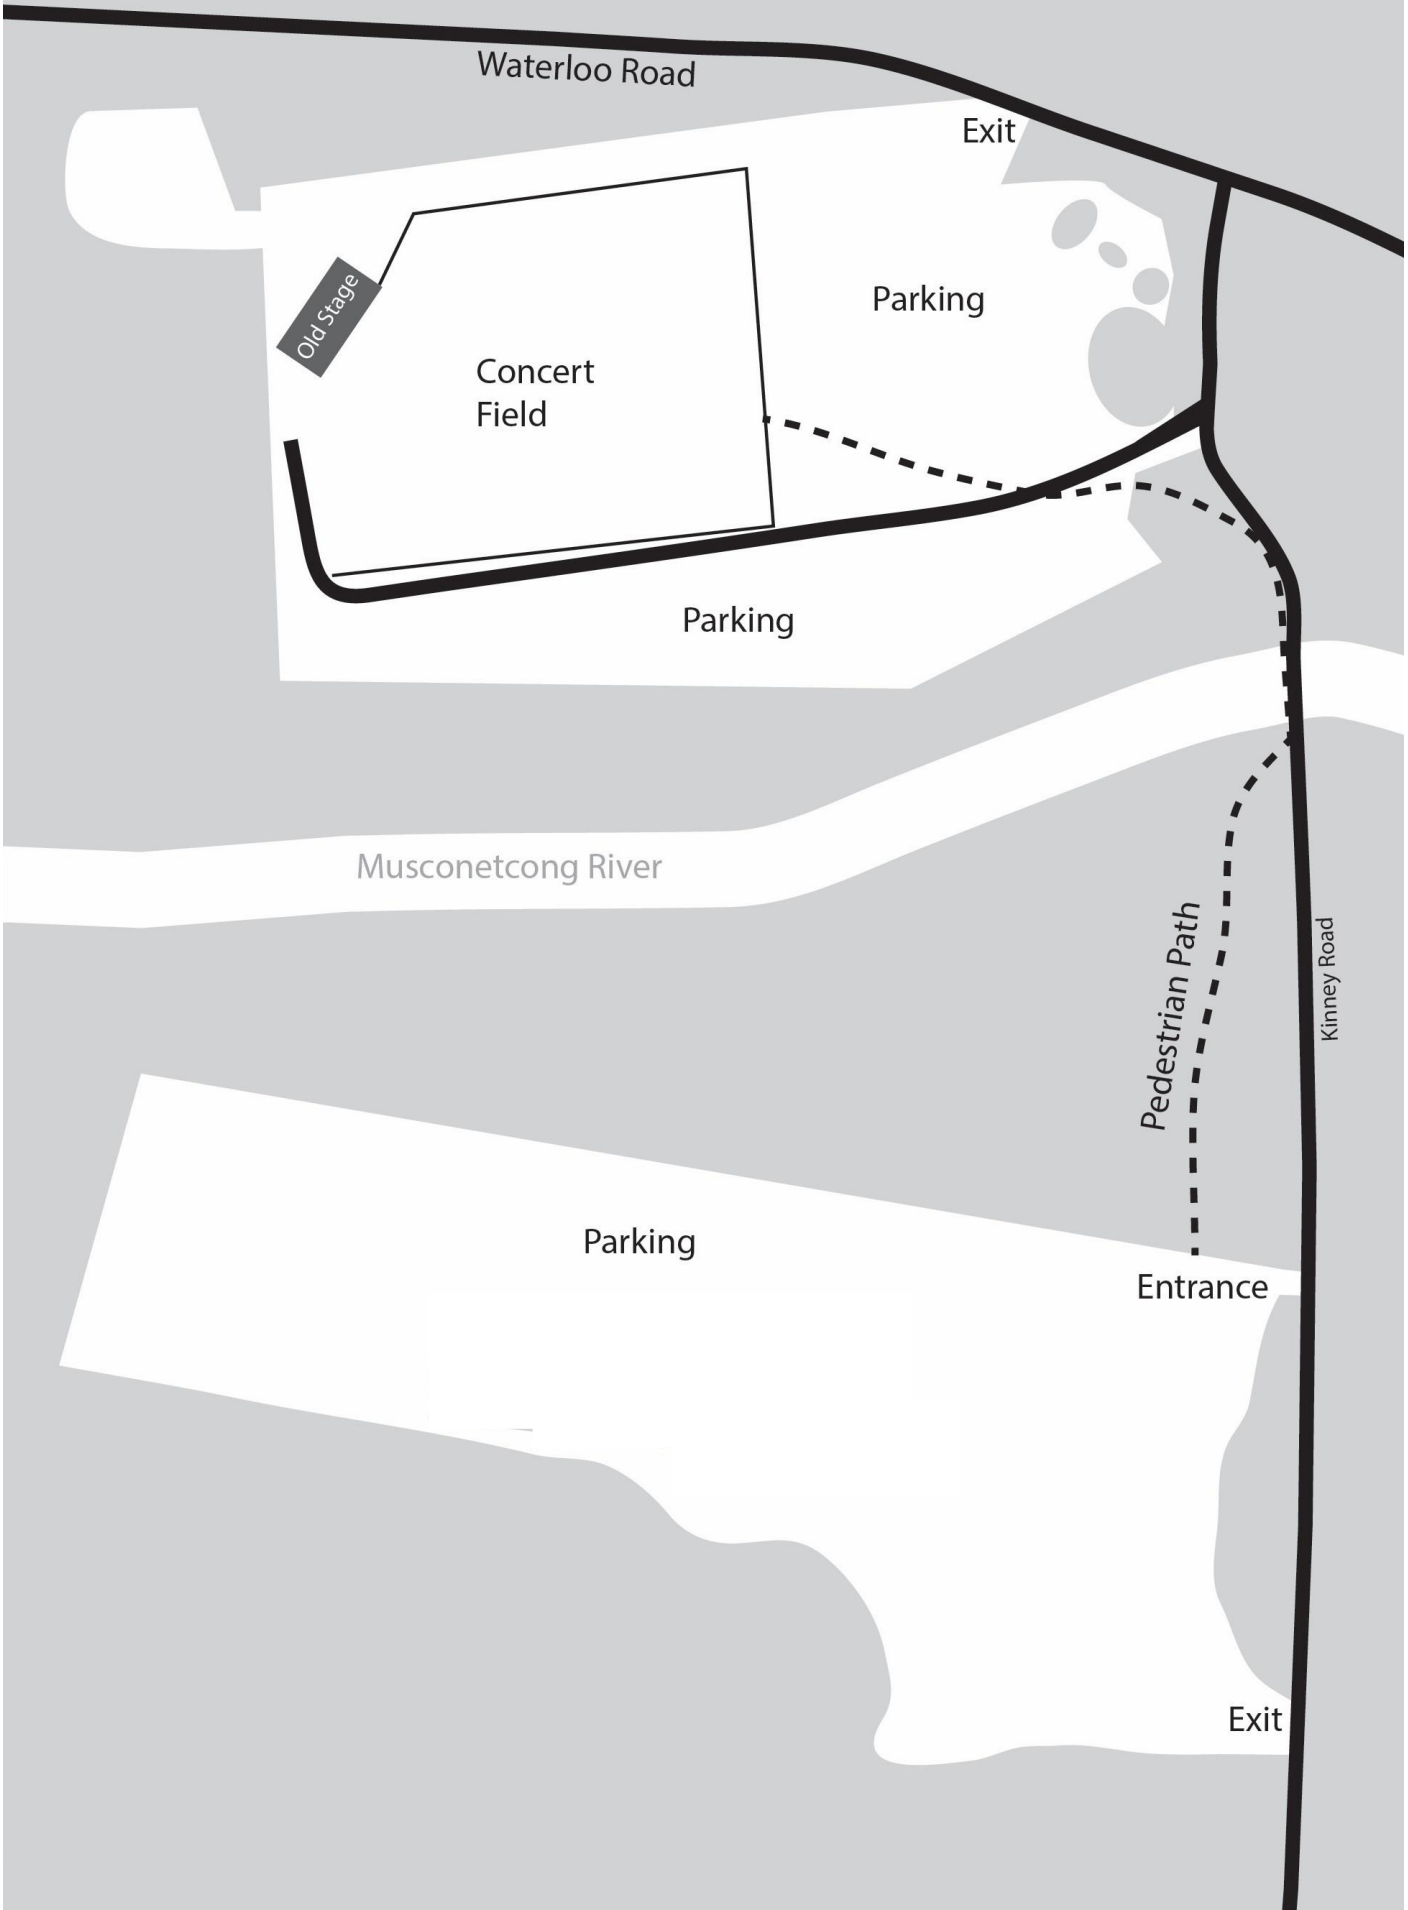 Waterloo Road
Exit
Old Stage
Parking
Concert
Field
Parking
Musconetcong River
Pedestrian Path
Kinney Road
Parking
Entrance
Exit